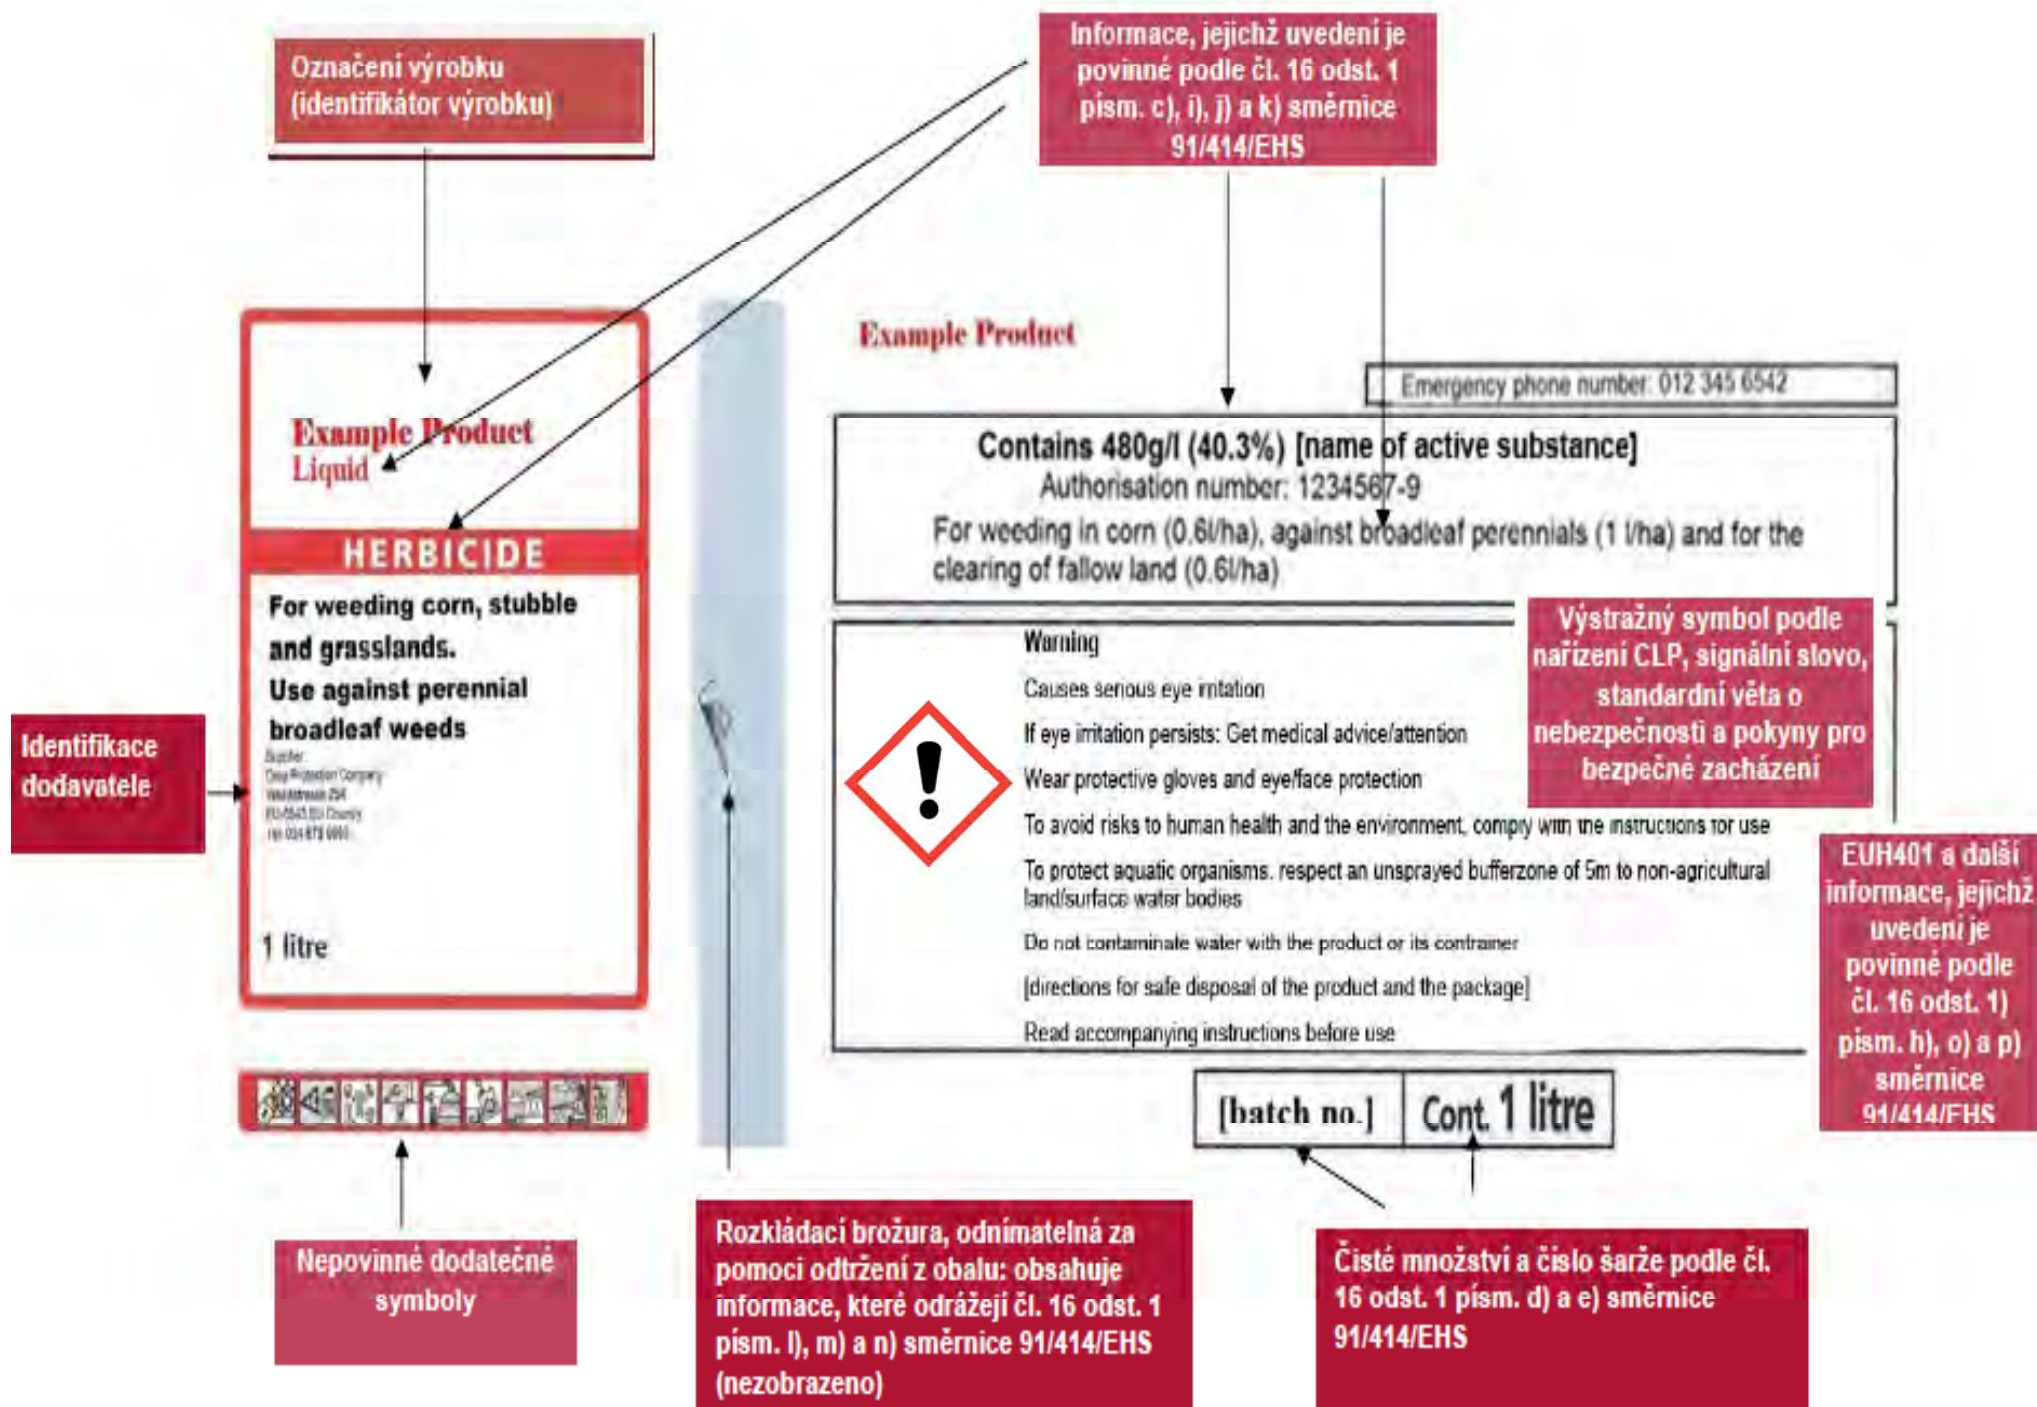 Označení výrobku
(identifikátor výrobku)
Informace, jejichž uvedení je
povinné podle čl. 16 odst. 1
písm. c), i), j) a k) směrnice
91/414/EHS
Example Product
Liquid
HERBICIDE
For weeding corn, stubble
and grasslands.
Use against perennial
broadleaf weeds
Crop Protection Company
1 litre
Identifikace
dodavatele
Nepovinné dodatečné
symboly
Rozkládací brožura, odnímatelná za
pomoci odtržení z obalu: obsahuje
informace, které odrážejí čl. 16 odst. 1
písm. l), m) a n) směrnice 91/414/EHS
(nezobrazeno)
Example Product
Emergency phone number: 012 345 6542
Contains 480g/l (40.3%) [name of active substance]
Authorisation number: 1234567-9
For weeding in corn (0.6l/ha), against broadleaf perennials (1 l/ha) and for the
clearing of fallow land (0.6l/ha)
Warning
Causes serious eye irritation
If eye irritation persists: Get medical advice/attention
Wear protective gloves and eye/face protection
To avoid risks to human health and the environment, comply with the instructions for use
To protect aquatic organisms. respect an unsprayed bufferzone of 5m to non-agricultural
land/surface water bodies
Do not contaminate water with the product or its contrainer
[directions for safe disposal of the product and the package]
Read accompanying instructions before use
Výstražný symbol podle
nařízení CLP, signální slovo,
standardní věta o
nebezpečnosti a pokyny pro
bezpečné zacházení
EUH401 a další
informace, jejichž
uvedení je
povinné podle
čl. 16 odst. 1)
písm. h), o) a p)
směrnice
91/414/EHS
[batch no.]
Cont. 1 litre
Čisté množství a číslo šarže podle čl.
16 odst. 1 písm. d) a e) směrnice
91/414/EHS